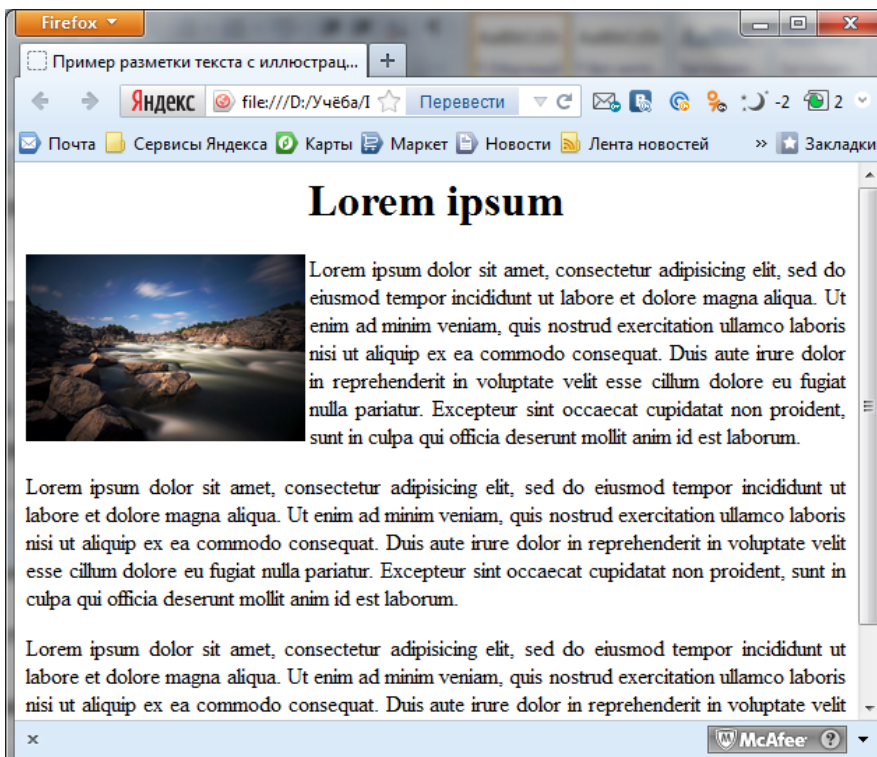 Firefox
Пример разметки текста с иллюстрац...
Яндекс file:///D:/Учёба/I Перевести -2 2
Почта Сервисы Яндекса Карты Маркет Новости Лента новостей » Закладки
Lorem ipsum
Lorem ipsum dolor sit amet, consectetur adipisicing elit, sed do
eiusmod tempor incididunt ut labore et dolore magna aliqua. Ut
enim ad minim veniam, quis nostrud exercitation ullamco laboris
nisi ut aliquip ex ea commodo consequat. Duis aute irure dolor
in reprehenderit in voluptate velit esse cillum dolore eu fugiat
nulla pariatur. Excepteur sint occaecat cupidatat non proident,
sunt in culpa qui officia deserunt mollit anim id est laborum.
Lorem ipsum dolor sit amet, consectetur adipisicing elit, sed do eiusmod tempor incididunt ut
labore et dolore magna aliqua. Ut enim ad minim veniam, quis nostrud exercitation ullamco laboris
nisi ut aliquip ex ea commodo consequat. Duis aute irure dolor in reprehenderit in voluptate velit
esse cillum dolore eu fugiat nulla pariatur. Excepteur sint occaecat cupidatat non proident, sunt in
culpa qui officia deserunt mollit anim id est laborum.
Lorem ipsum dolor sit amet, consectetur adipisicing elit, sed do eiusmod tempor incididunt ut
labore et dolore magna aliqua. Ut enim ad minim veniam, quis nostrud exercitation ullamco laboris
nisi ut aliquip ex ea commodo consequat. Duis aute irure dolor in reprehenderit in voluptate velit
McAfee ?